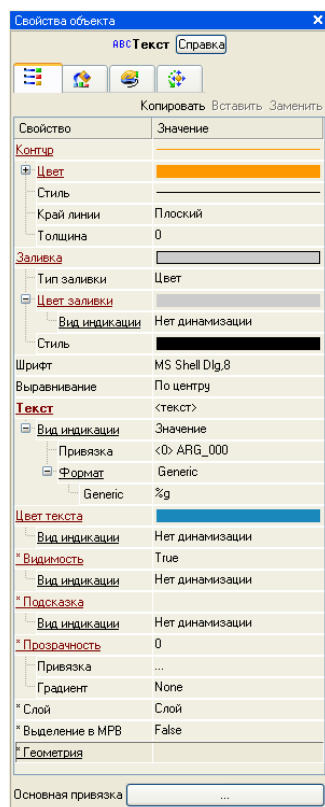 Свойства объекта
ABC Текст Справка
Копировать Вставить Заменить
Свойство Значение
Контур
Цвет
Стиль
Край линии Плоский
Толщина 0
Заливка
Тип заливки Цвет
Цвет заливки
Вид индикации Нет динамизации
Стиль
Шрифт MS Shell Dlg,8
Выравнивание По центру
Текст <текст>
Вид индикации Значение
Привязка <0> ARG_000
Формат Generic
Generic %g
Цвет текста
Вид индикации Нет динамизации
* Видимость True
Вид индикации Нет динамизации
* Подсказка
Вид индикации Нет динамизации
* Прозрачность 0
Привязка ...
Градиент None
* Слой Слой
* Выделение в МРВ False
* Геометрия
Основная привязка ...